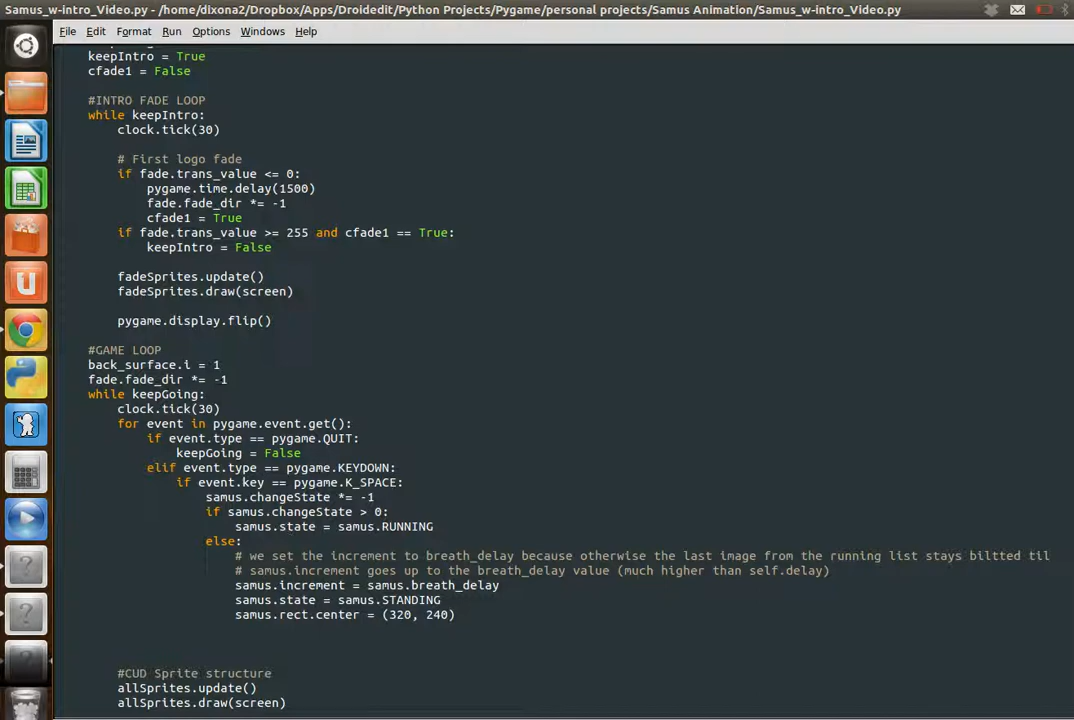 Samus_w-intro_Video.py - /home/dixona2/Dropbox/Apps/Droidedit/Python Projects/Pygame/personal projects/Samus Animation/Samus_w-intro_Video.py
File Edit Format Run Options Windows Help
keepIntro = True
cfade1 = False
#INTRO FADE LOOP
while keepIntro:
    clock.tick(30)
    # First logo fade
    if fade.trans_value <= 0:
        pygame.time.delay(1500)
        fade.fade_dir *= -1
        cfade1 = True
    if fade.trans_value >= 255 and cfade1 == True:
        keepIntro = False
    fadeSprites.update()
    fadeSprites.draw(screen)
    pygame.display.flip()
#GAME LOOP
back_surface.i = 1
fade.fade_dir *= -1
while keepGoing:
    clock.tick(30)
    for event in pygame.event.get():
        if event.type == pygame.QUIT:
            keepGoing = False
        elif event.type == pygame.KEYDOWN:
            if event.key == pygame.K_SPACE:
                samus.changeState *= -1
                if samus.changeState > 0:
                    samus.state = samus.RUNNING
                else:
                    # we set the increment to breath_delay because otherwise the last image from the running list stays biltted til
                    # samus.increment goes up to the breath_delay value (much higher than self.delay)
                    samus.increment = samus.breath_delay
                    samus.state = samus.STANDING
                    samus.rect.center = (320, 240)
    #CUD Sprite structure
    allSprites.update()
    allSprites.draw(screen)